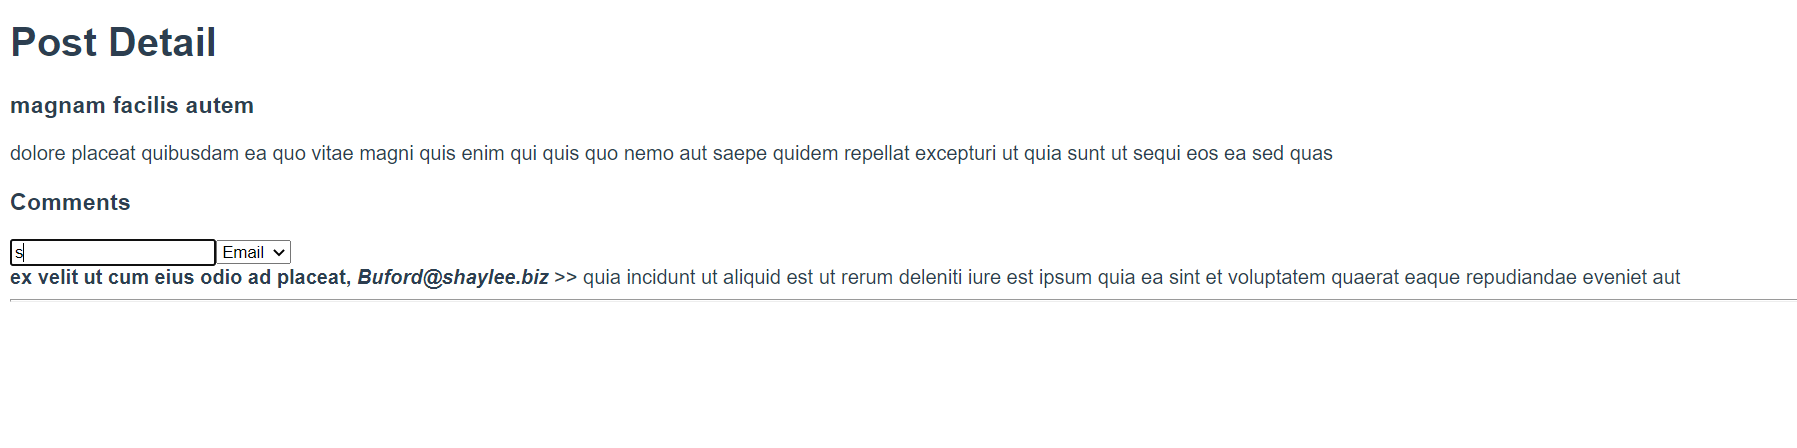 Post Detail
magnam facilis autem
dolore placeat quibusdam ea quo vitae magni quis enim qui quis quo nemo aut saepe quidem repellat excepturi ut quia sunt ut sequi eos ea sed quas
Comments
s Email
ex velit ut cum eius odio ad placeat, Buford@shaylee.biz >> quia incidunt ut aliquid est ut rerum deleniti iure est ipsum quia ea sint et voluptatem quaerat eaque repudiandae eveniet aut